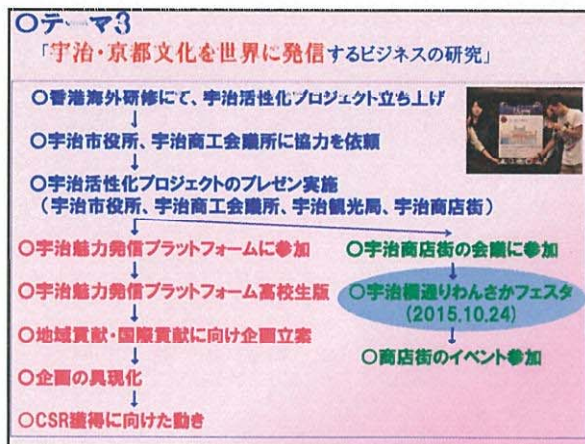 ○テーマ3
「宇治・京都文化を世界に発信するビジネスの研究」
○香港海外研修にて、宇治活性化プロジェクト立ち上げ
↓
○宇治市役所、宇治商工会議所に協力を依頼
↓
○宇治活性化プロジェクトのプレゼン実施
（宇治市役所、宇治商工会議所、宇治観光局、宇治商店街）
○宇治魅力発信プラットフォームに参加
↓
○宇治魅力発信プラットフォーム高校生版
↓
○地域貢献・国際貢献に向け企画立案
↓
○企画の具現化
↓
○CSR獲得に向けた動き
○宇治商店街の会議に参加
↓
○宇治橋通りわんさかフェスタ
(2015.10.24)
↓
○商店街のイベント参加